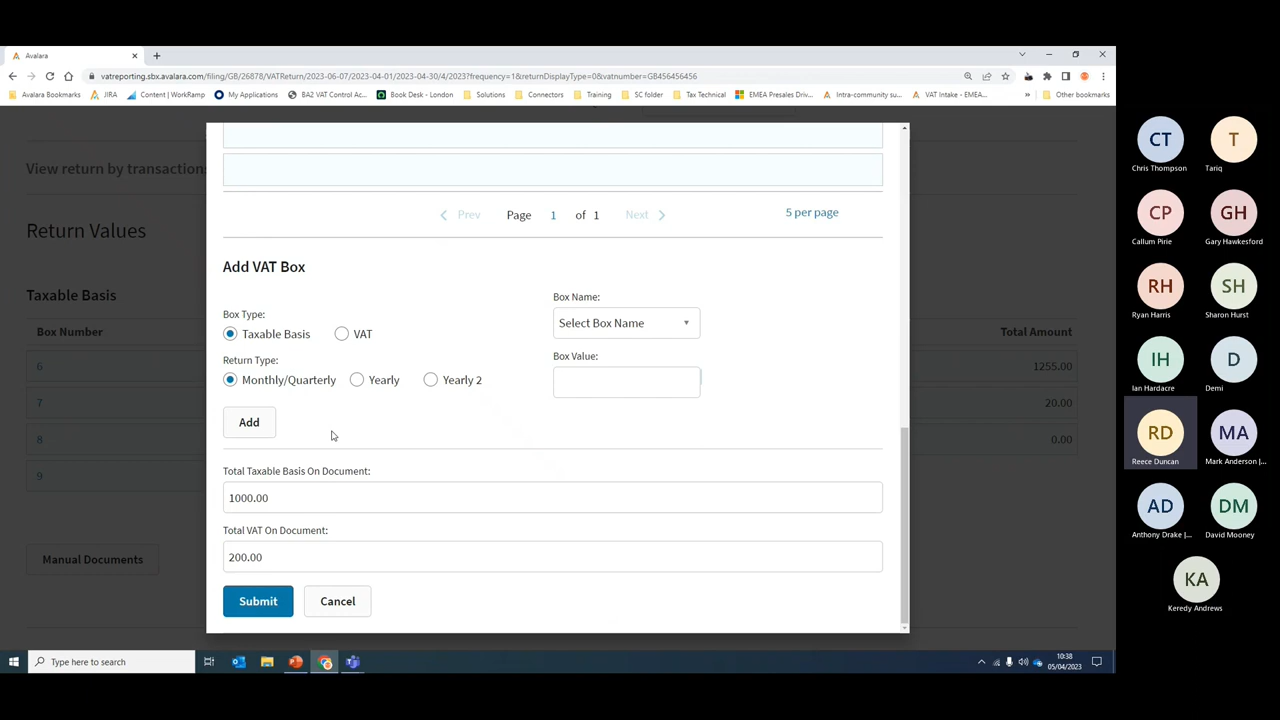 Avalara
vatreporting.sbx.avalara.com/filing/GB/26878/VATReturn/2023-06-07/2023-04-01/2023-04-30/4/2023?frequency=1&returnDisplayType=0&vatnumber=GB456456456
Avalara Bookmarks JIRA Content | WorkRamp My Applications BA2 VAT Control Ac... Book Desk - London Solutions Connectors Training SC folder Tax Technical EMEA Presales Driv... Intra-community su... VAT Intake - EMEA... » Other bookmarks
View return by transaction
Return Values
Taxable Basis
Box Number
Total Amount
6
1255.00
7
20.00
8
0.00
9
Manual Documents
Prev Page 1 of 1 Next 5 per page
Add VAT Box
Box Type:
Taxable Basis VAT
Return Type:
Monthly/Quarterly Yearly Yearly 2
Box Name:
Select Box Name
Box Value:
Add
Total Taxable Basis On Document:
1000.00
Total VAT On Document:
200.00
Submit Cancel
Type here to search
10:38
05/04/2023
CT T
Chris Thompson Tariq
CP GH
Callum Pirie Gary Hawkesford
RH SH
Ryan Harris Sharon Hurst
IH D
Ian Hardacre Demi
RD MA
Reece Duncan Mark Anderson |...
AD DM
Anthony Drake |... David Mooney
KA
Keredy Andrews